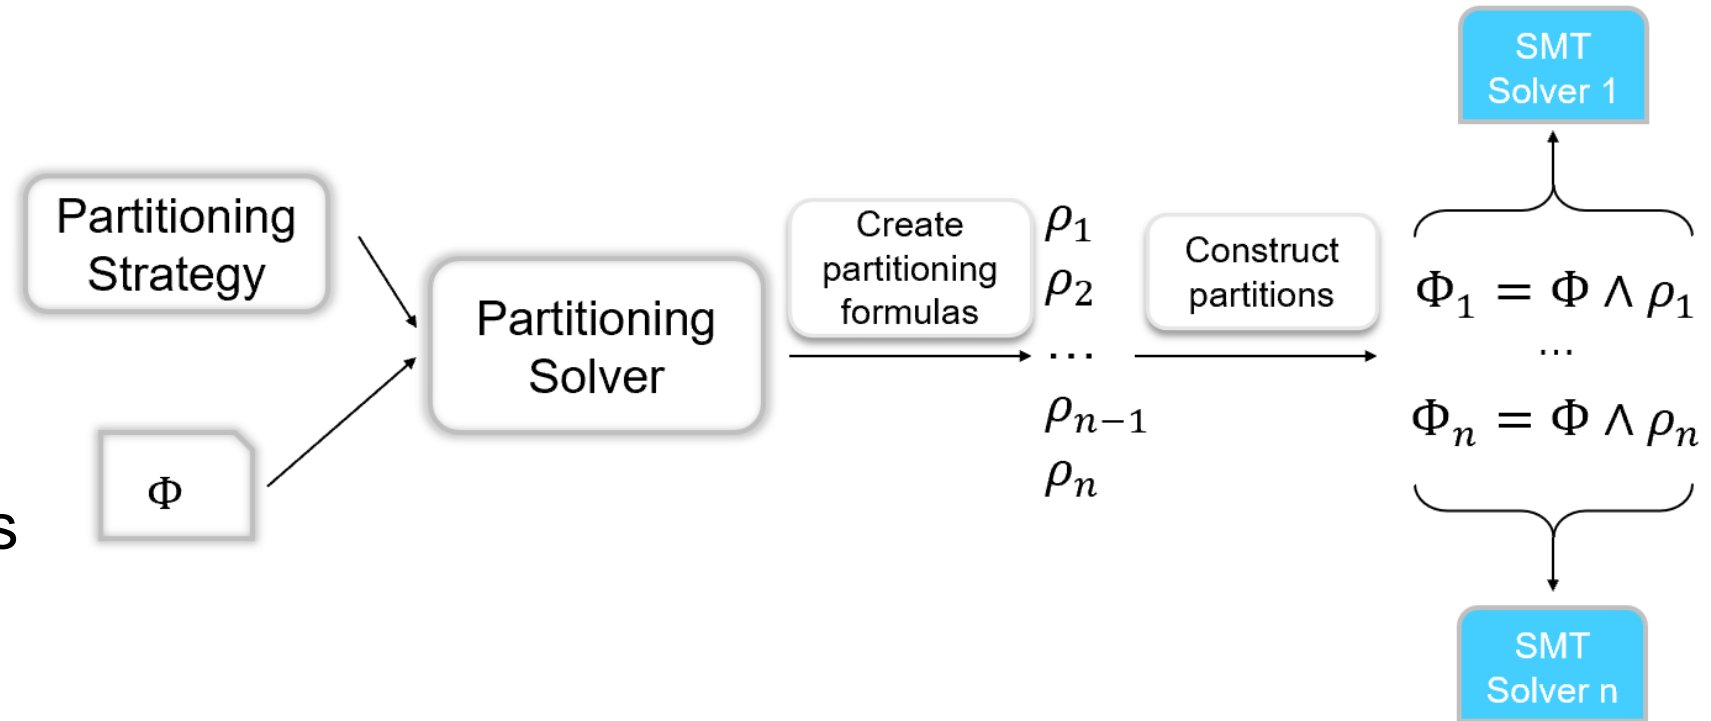 Partitioning
Strategy
Φ
s
Partitioning
Solver
Create
partitioning
formulas
ρ₁
ρ₂
…
ρₙ₋₁
ρₙ
Construct
partitions
SMT
Solver 1
Φ₁ = Φ ∧ ρ₁
…
Φₙ = Φ ∧ ρₙ
SMT
Solver n